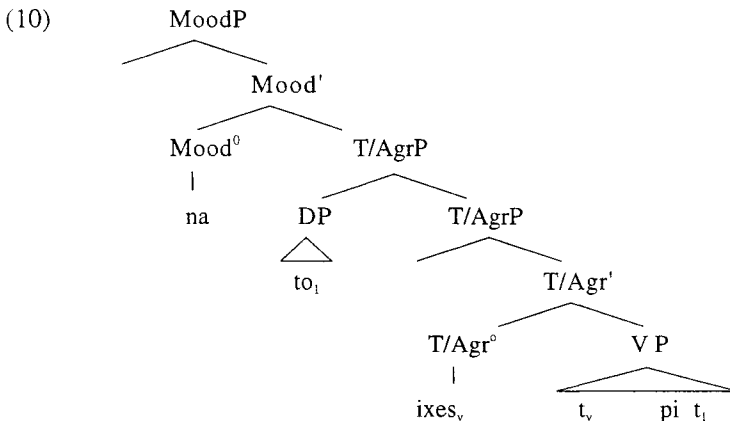 (10) MoodP
Mood'
Mood⁰ T/AgrP
na DP T/AgrP
to₁ T/Agr'
T/Agr° V P
ixesᵥ tᵥ pi t₁